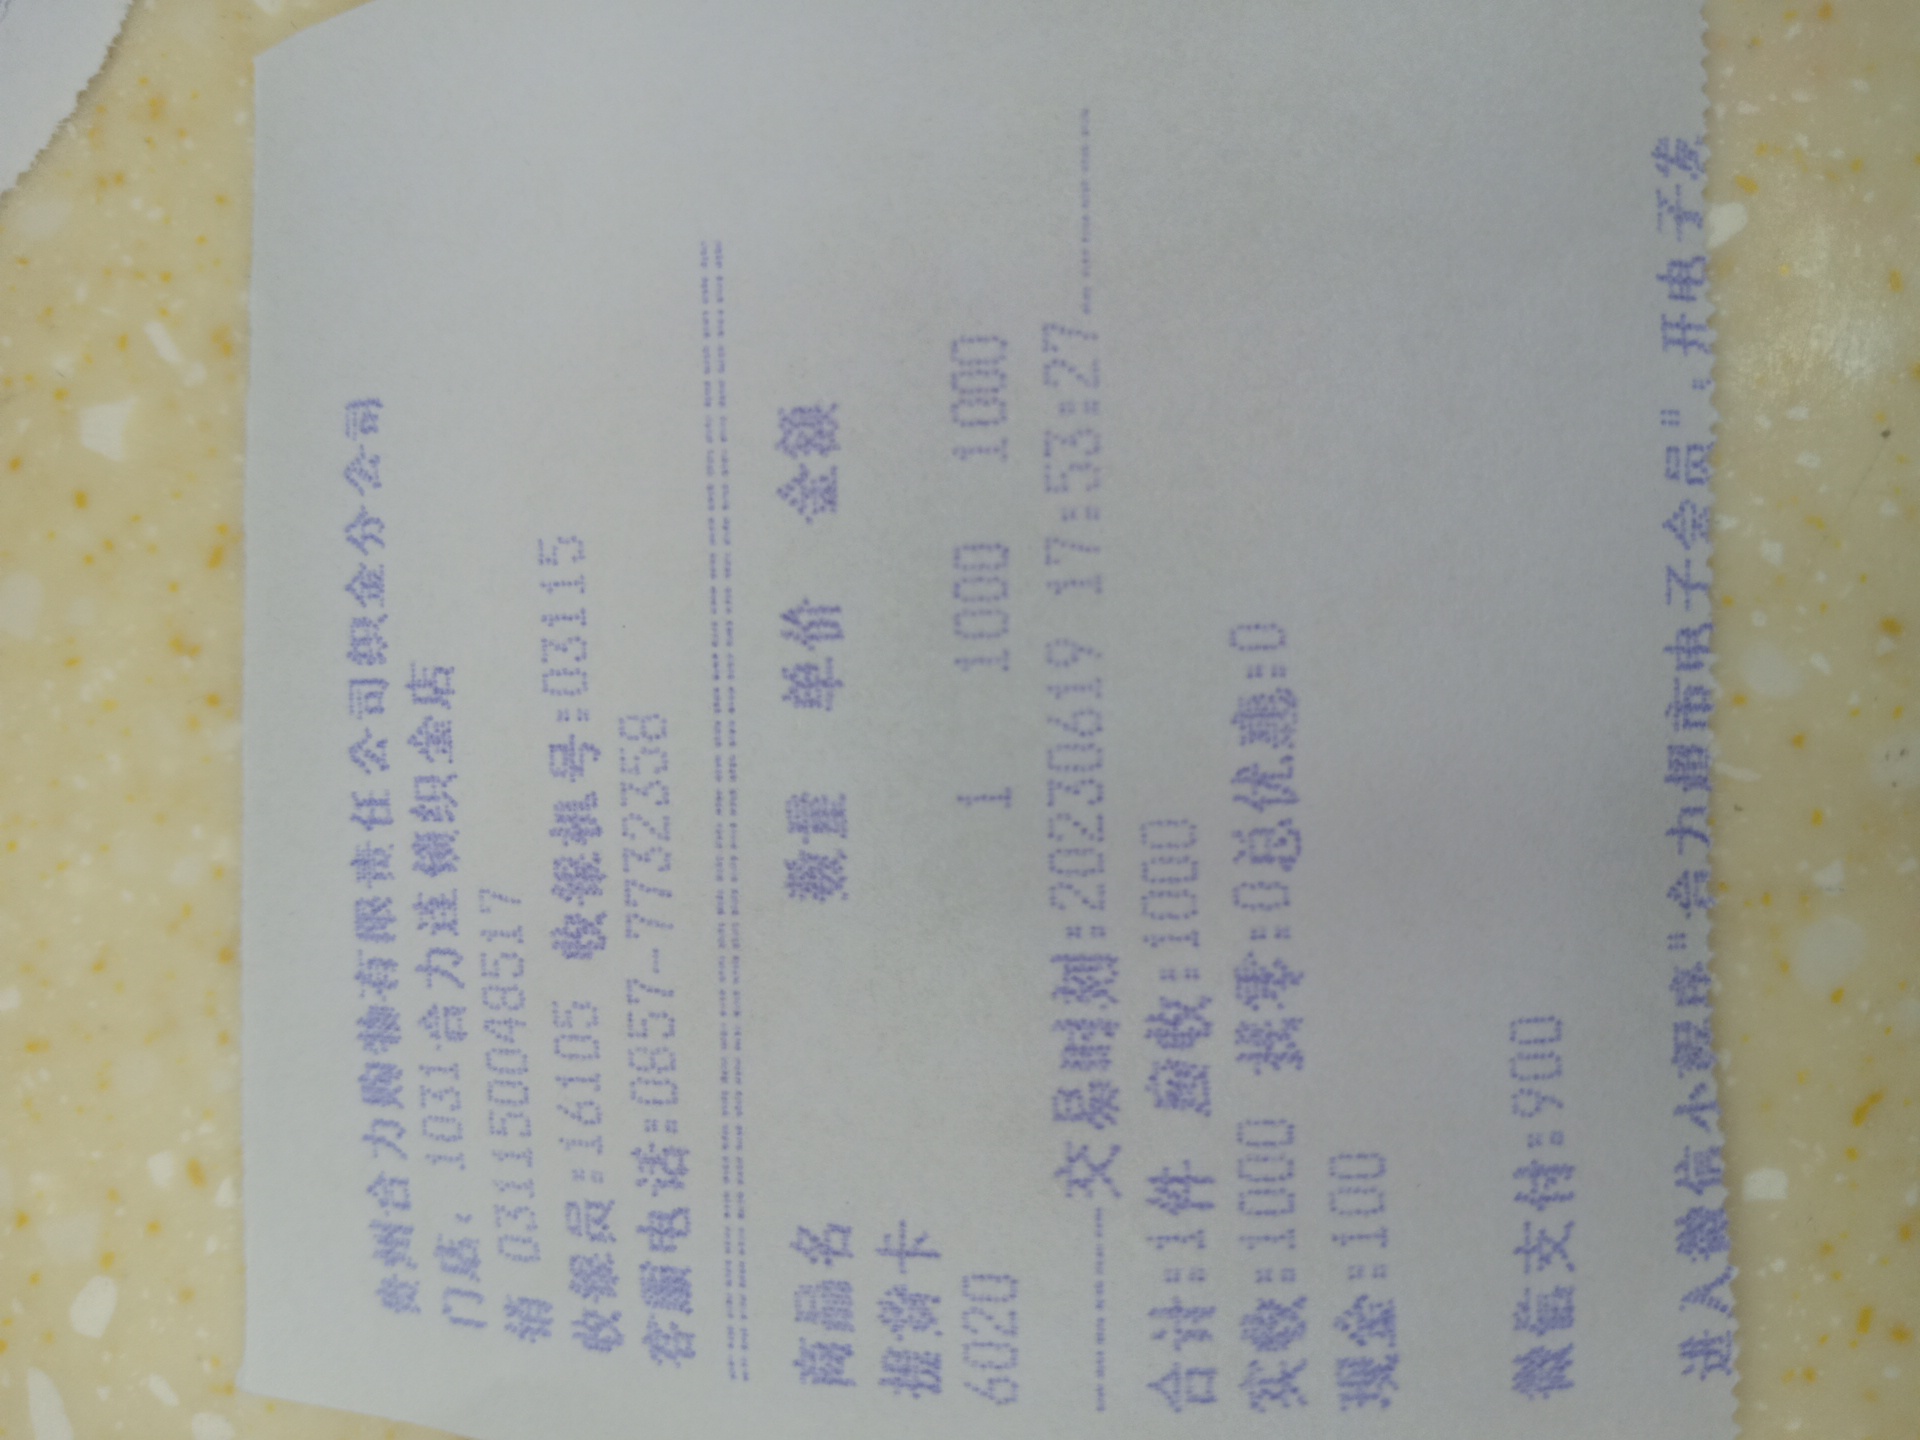 贵州合力购物有限责任公司织金分公司
门店: 1031合力连锁织金店
销 0311500048517
收银员:16105 收银机号:03115
客服电话:0857-7732358
==================================
商品名 数量 单价 金额
提货卡
6020 1 1000 1000
--------交易时刻:20230619 17:53:27--------
合计:1件 应收:1000
实收:1000 找零:0总优惠:0
现金:100
微信支付:900
进入微信小程序"合力超市电子会员",开电子发